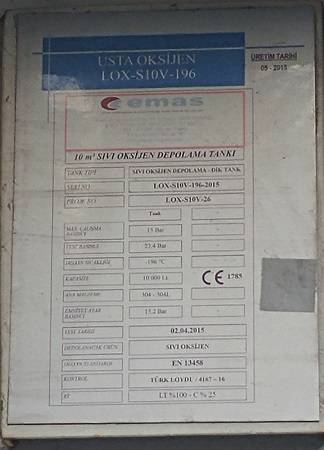 USTA OKSİJEN
LOX-S10V-196
ÜRETİM TARİHİ
05 - 2015
emas
10 m³ SIVI OKSİJEN DEPOLAMA TANKI
TANK TİPİ SIVI OKSİJEN DEPOLAMA - DİK TANK
SERİ NO LOX-S10V-196-2015
PROJE NO LOX-S10V-26
Tank
MAX. ÇALIŞMA BASINCI 15 Bar -
TEST BASINCI 23,4 Bar -
DİZAYN SICAKLIĞI -196 °C -
KAPASİTE 10.000 Lt. -
CE 1785
ANA MALZEME 304 - 304L -
EMNİYET AYAR BASINCI 15,2 Bar -
TEST TARİHİ 02.04.2015
DEPOLANACAK ÜRÜN SIVI OKSİJEN
DİZAYN STANDARDI EN 13458
KONTROL TÜRK LOYDU / 4187 - 16
RT LT %100 - C % 25